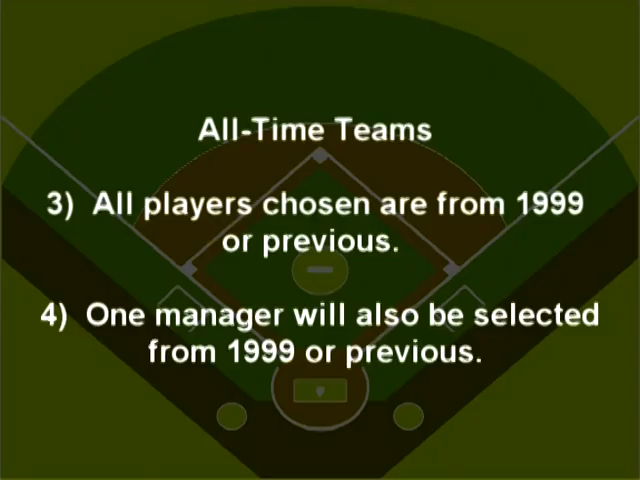 All-Time Teams
3) All players chosen are from 1999
or previous.
4) One manager will also be selected
from 1999 or previous.